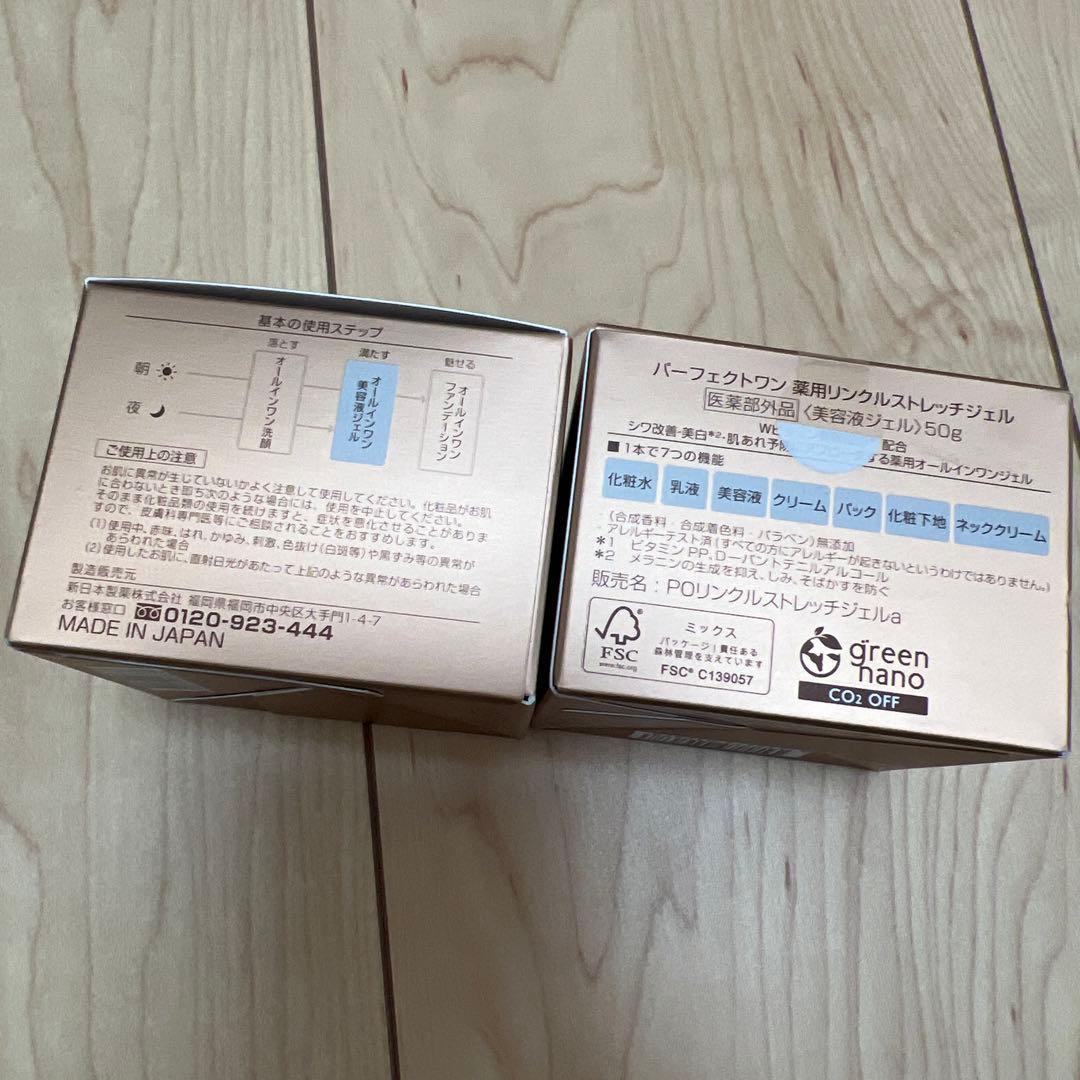 基本の使用ステップ
落とす
満たす
魅せる
朝
夜
オールインワン洗顔
オールインワン
美容液ジェル
オールインワン
ファンデーション
ご使用上の注意
お肌に異常が生じていないかよく注意して使用してください。化粧品がお肌
に合わないとき即ち次のような場合には、使用を中止してください。
そのまま化粧品類の使用を続けますと、症状を悪化させることがありま
すので、皮膚科専門医等にご相談されることをおすすめします。
(1)使用中、赤味、はれ、かゆみ、刺激、色抜け(白斑等)や黒ずみ等の異常が
あらわれた場合
(2)使用したお肌に、直射日光があたって上記のような異常があらわれた場合
製造販売元
新日本製薬株式会社 福岡県福岡市中央区大手門1-4-7
お客様窓口 0120-923-444
MADE IN JAPAN
パーフェクトワン 薬用リンクルストレッチジェル
医薬部外品〈美容液ジェル〉50g
配合
シワ改善・美白*2・肌あれ予防 する薬用オールインワンジェル
■1本で7つの機能
化粧水 乳液 美容液 クリーム パック 化粧下地 ネッククリーム
(合成香料・合成着色料・パラベン)無添加
アレルギーテスト済(すべての方にアレルギーが起きないというわけではありません。)
*1 ビタミンPP、D-パントテニルアルコール
*2 メラニンの生成を抑え、しみ、そばかすを防ぐ
販売名:POリンクルストレッチジェルa
FSC
www.fsc.org
ミックス
パッケージ|責任ある
森林管理を支えています
FSC® C139057
green
nano
CO2 OFF